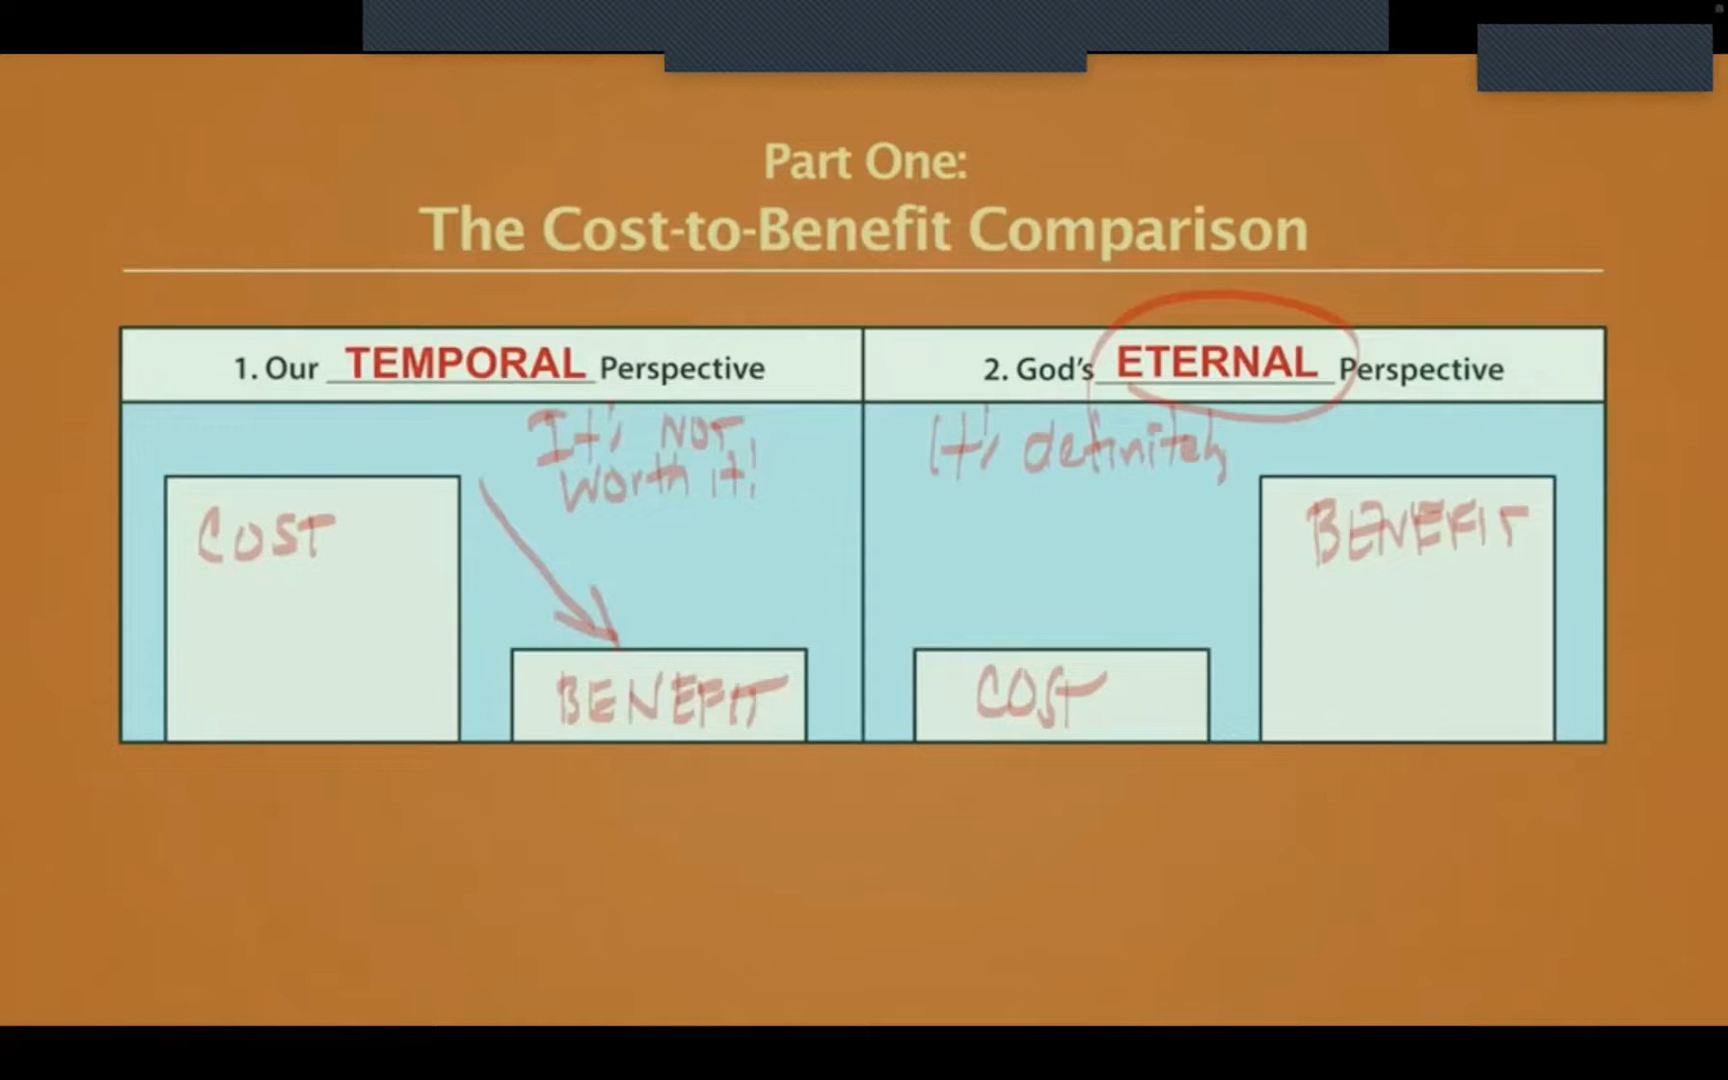 Part One:
The Cost-to-Benefit Comparison
1. Our TEMPORAL Perspective
It's NOT
worth it!
COST
BENEFIT
2. God's ETERNAL Perspective
It's definitely
COST
BENEFIT